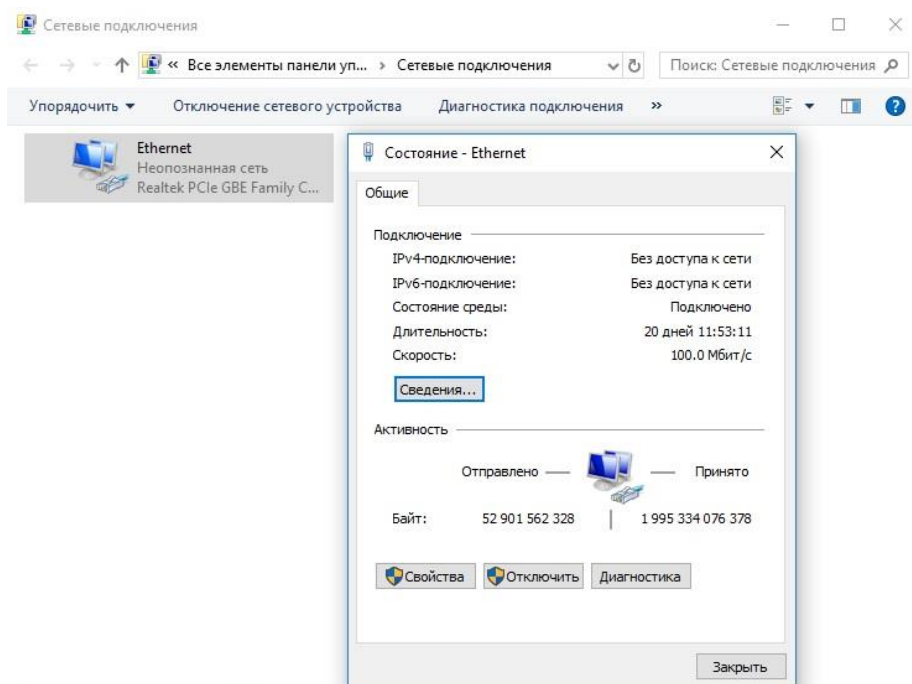 Сетевые подключения
« Все элементы панели уп... › Сетевые подключения
Поиск: Сетевые подключения
Упорядочить
Отключение сетевого устройства
Диагностика подключения
»
Ethernet
Неопознанная сеть
Realtek PCIe GBE Family C...
Состояние - Ethernet
Общие
Подключение
IPv4-подключение: Без доступа к сети
IPv6-подключение: Без доступа к сети
Состояние среды: Подключено
Длительность: 20 дней 11:53:11
Скорость: 100.0 Мбит/с
Сведения...
Активность
Отправлено — — Принято
Байт: 52 901 562 328 | 1 995 334 076 378
Свойства
Отключить
Диагностика
Закрыть